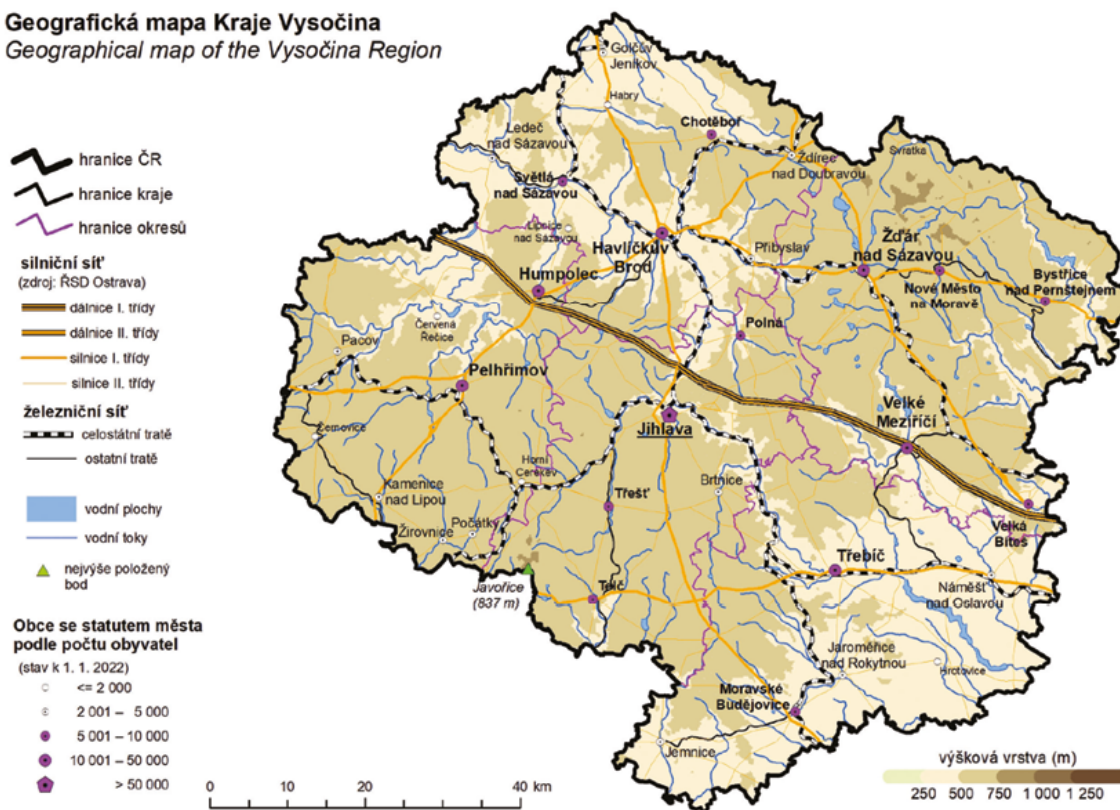 Geografická mapa Kraje Vysočina
Geographical map of the Vysočina Region
hranice ČR
hranice kraje
hranice okresů
silniční síť
(zdroj: ŘSD Ostrava)
dálnice I. třídy
dálnice II. třídy
silnice I. třídy
silnice II. třídy
železniční síť
celostátní tratě
ostatní tratě
vodní plochy
vodní toky
nejvýše položený
bod
Obce se statutem města
podle počtu obyvatel
(stav k 1. 1. 2022)
<= 2 000
2 001 – 5 000
5 001 – 10 000
10 001 – 50 000
> 50 000
Golčův
Jeníkov
Habry
Chotěboř
Ledeč
nad Sázavou
Ždírec
nad Doubravou
Svratka
Světlá
nad Sázavou
Lipnice
nad Sázavou
Havlíčkův
Brod
Přibyslav
Žďár
nad Sázavou
Humpolec
Nové Město
na Moravě
Bystřice
nad Pernštejnem
Červená
Řečice
Polná
Pacov
Pelhřimov
Velké
Meziříčí
Jihlava
Černovice
Horní
Cerekev
Brtnice
Kamenice
nad Lipou
Třešť
Velká
Bíteš
Počátky
Žirovnice
Třebíč
Javořice
(837 m)
Telč
Náměšť
nad Oslavou
Jaroměřice
nad Rokytnou
Hrotovice
Moravské
Budějovice
Jemnice
výšková vrstva (m)
250 500 750 1 000 1 250
0 10 20 40 km